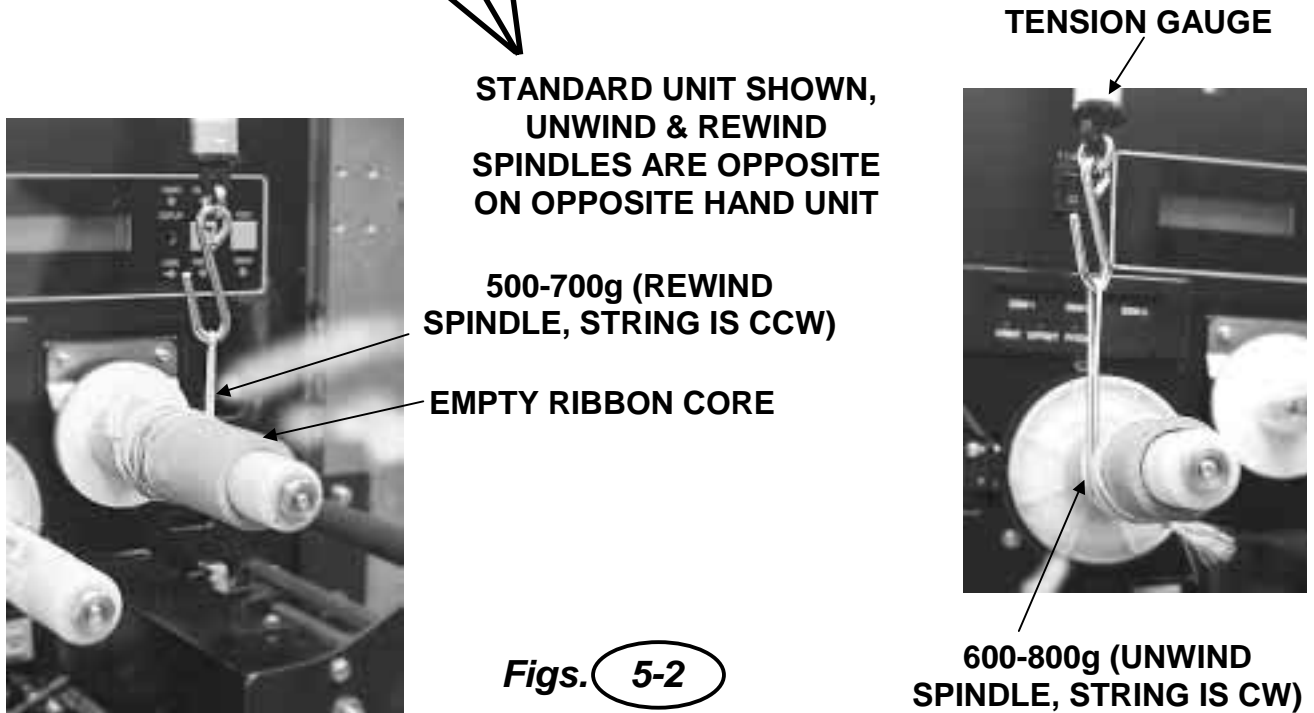 TENSION GAUGE
STANDARD UNIT SHOWN,
UNWIND & REWIND
SPINDLES ARE OPPOSITE
ON OPPOSITE HAND UNIT
500-700g (REWIND
SPINDLE, STRING IS CCW)
EMPTY RIBBON CORE
Figs. 5-2
600-800g (UNWIND
SPINDLE, STRING IS CW)